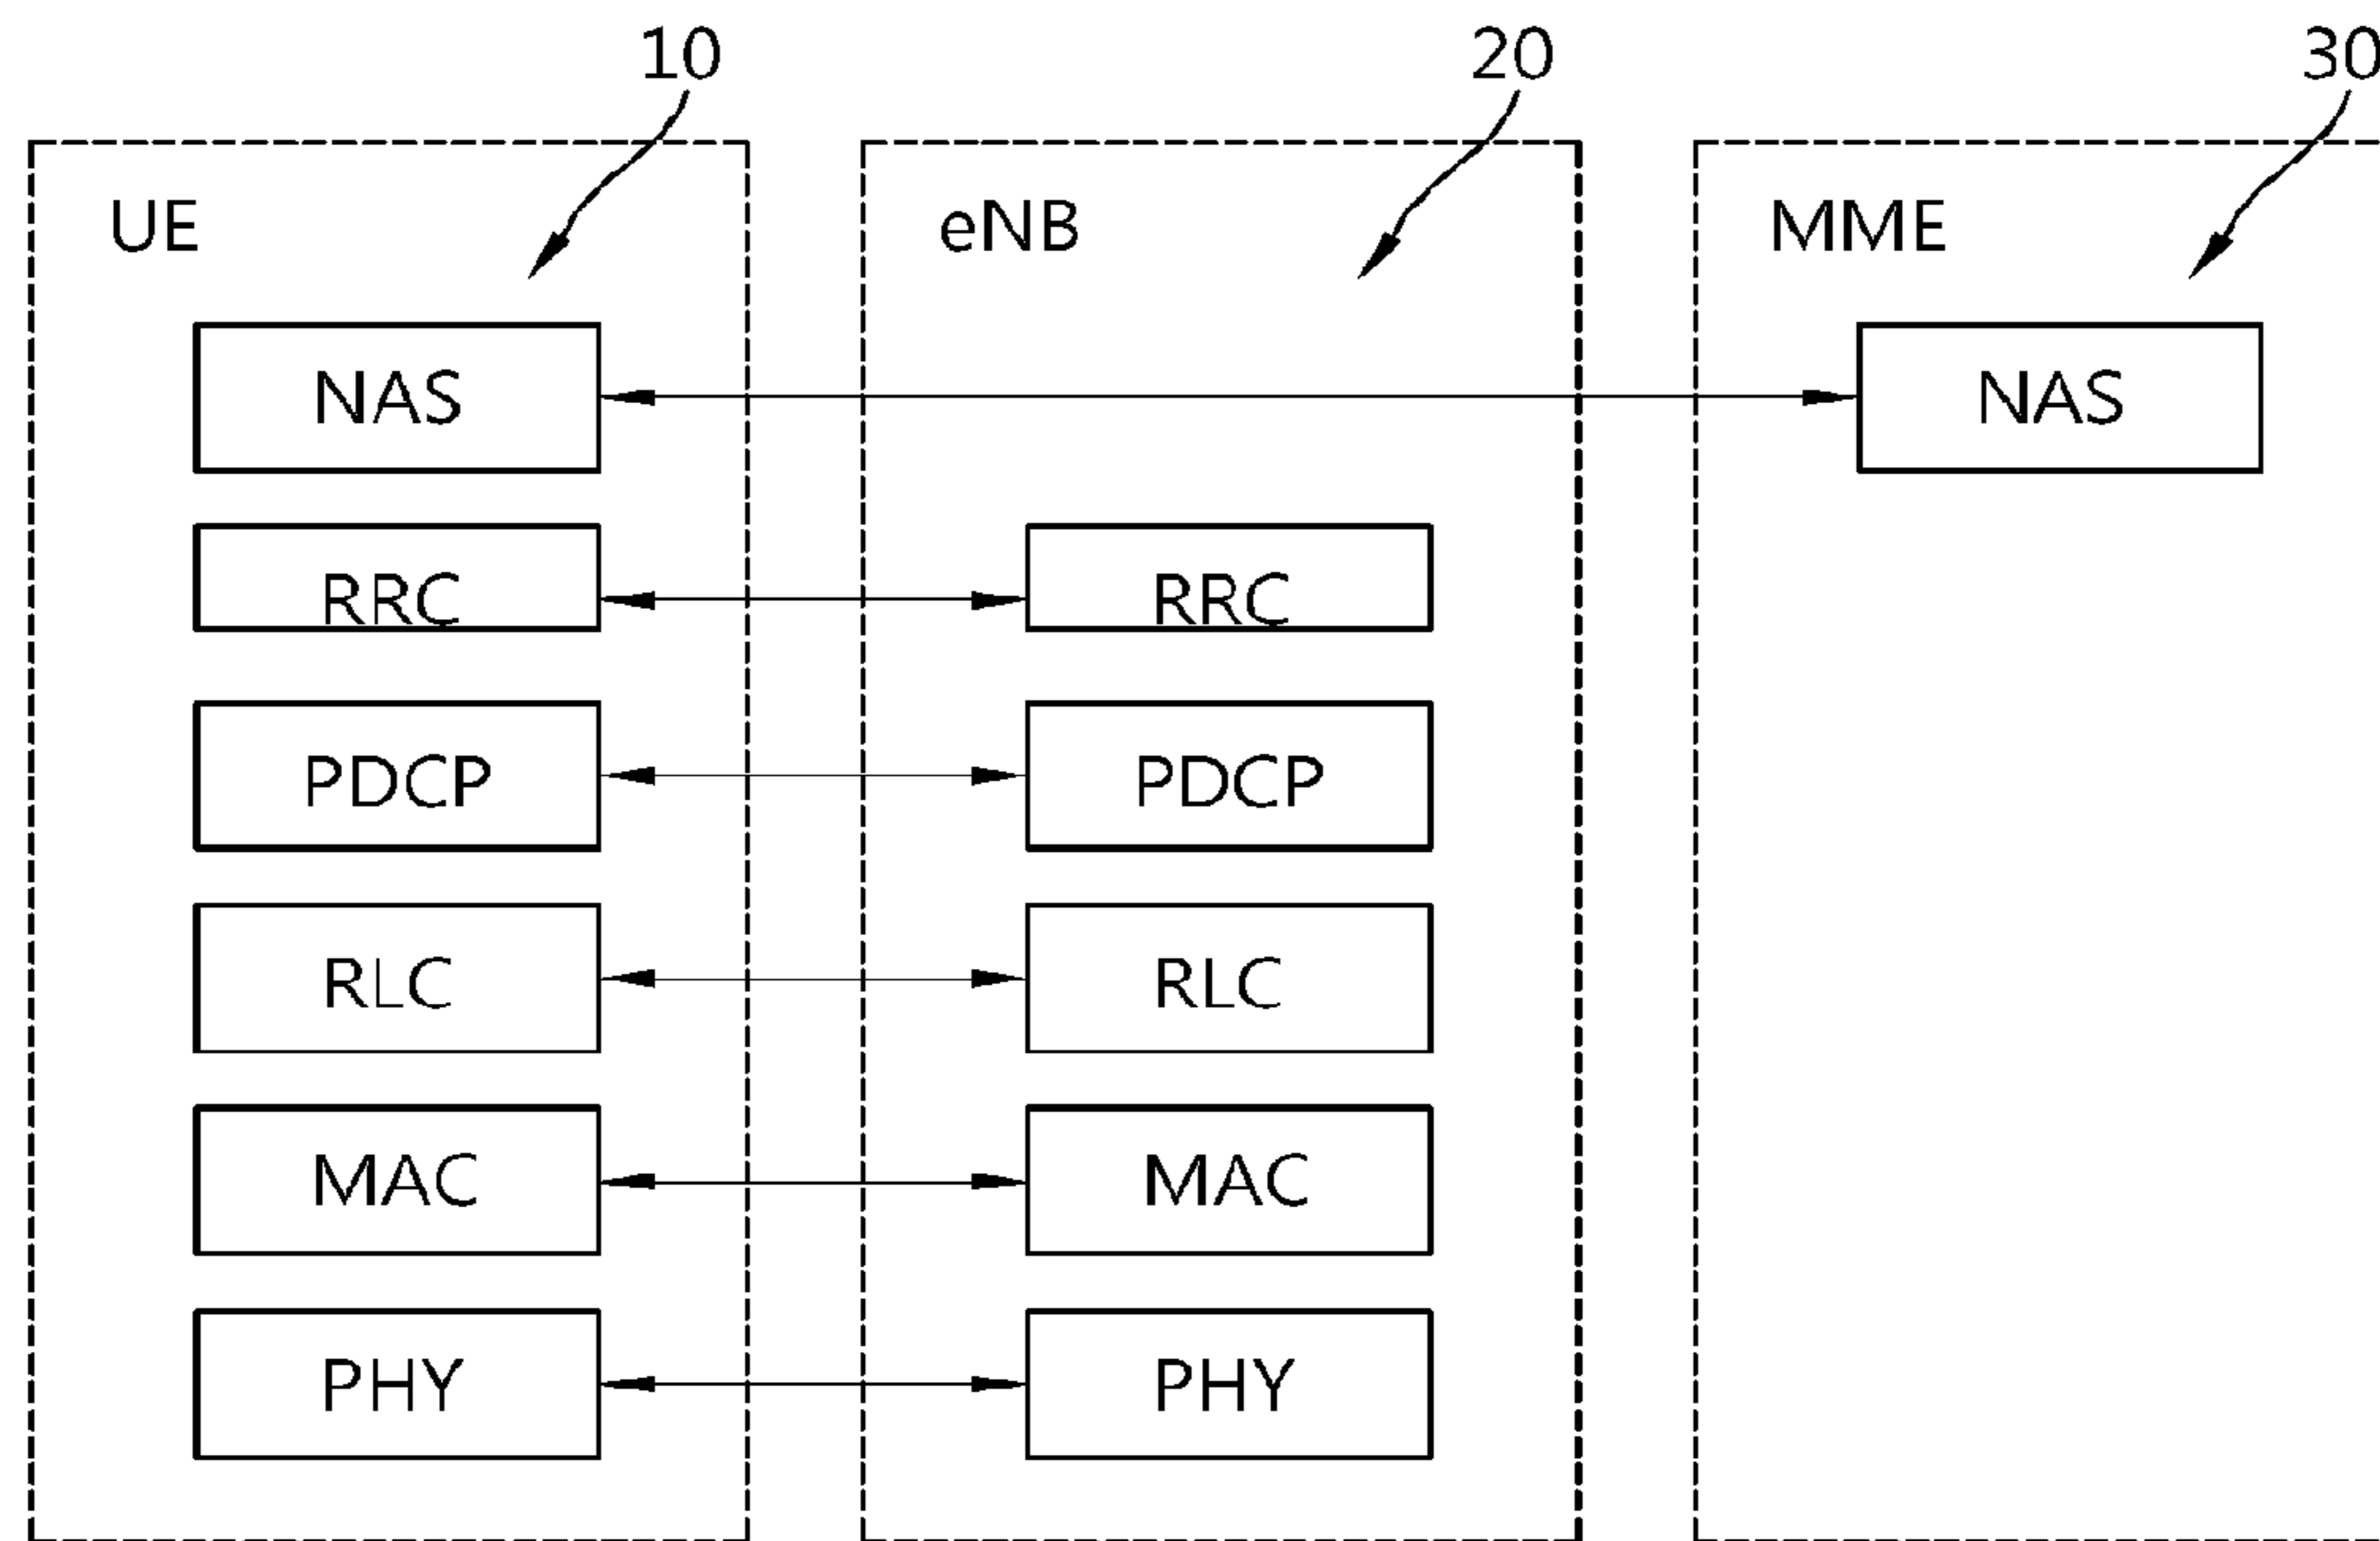 10 20 30
UE eNB MME
NAS NAS
RRC RRC
PDCP PDCP
RLC RLC
MAC MAC
PHY PHY